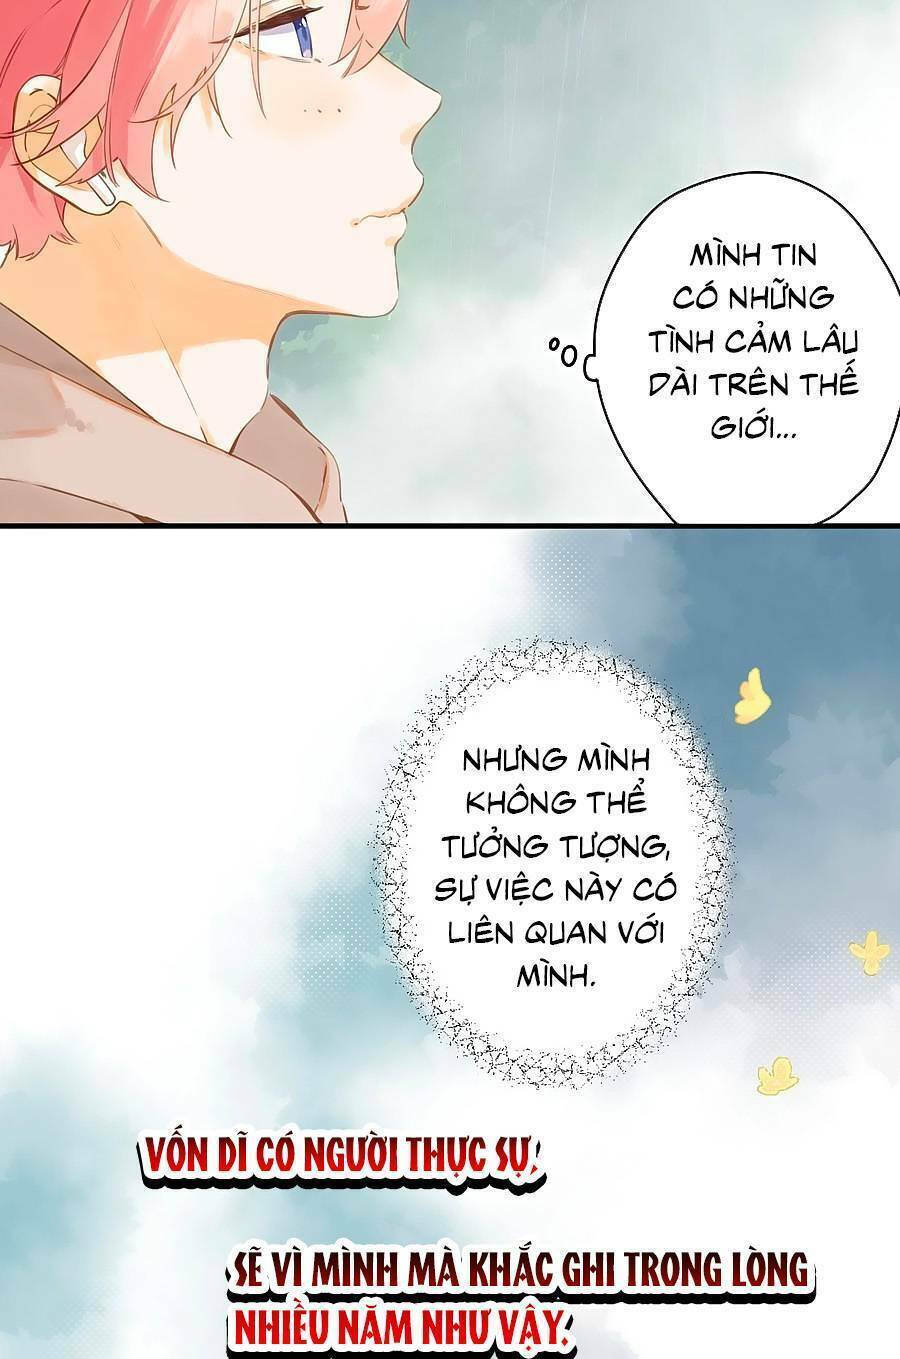 MÌNH TIN
CÓ NHỮNG
TÌNH CẢM LÂU
DÀI TRÊN THẾ
GIỚI...
NHƯNG MÌNH
KHÔNG THỂ
TƯỞNG TƯỢNG,
SỰ VIỆC NÀY CÓ
LIÊN QUAN VỚI
MÌNH.
VỐN DĨ CÓ NGƯỜI THỰC SỰ,
SẼ VÌ MÌNH MÀ KHẮC GHI TRONG LÒNG
NHIỀU NĂM NHƯ VẬY.